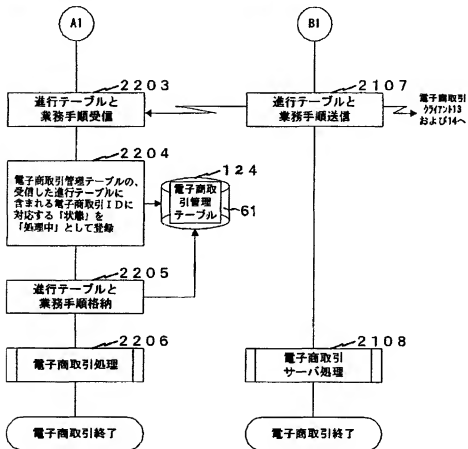 A1
B1
2203
進行テーブルと
業務手順受信
2107
進行テーブルと
業務手順送信
電子商取引
クライアント13
および14へ
2204
電子商取引管理テーブルの、
受信した進行テーブルに
含まれる電子商取引IDに
対応する「状態」を
「処理中」として登録
124
電子商取
引管理
テーブル
61
2205
進行テーブルと
業務手順格納
2206
電子商取引処理
2108
電子商取引
サーバ処理
電子商取引終了
電子商取引終了